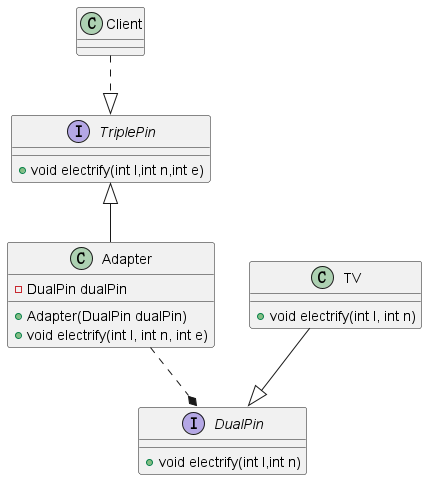 C Client
I TriplePin
void electrify(int l,int n,int e)
C Adapter
DualPin dualPin
Adapter(DualPin dualPin)
void electrify(int l, int n, int e)
C TV
void electrify(int l, int n)
I DualPin
void electrify(int l,int n)